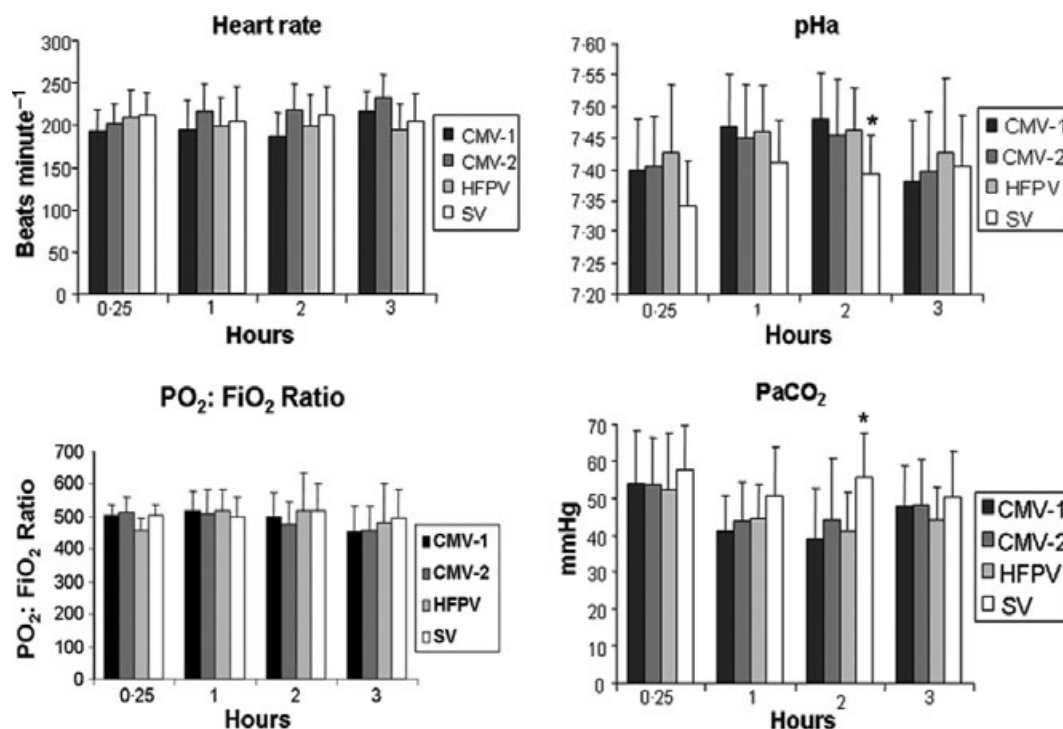 Heart rate
300
250
200
150
100
50
0
Beats minute⁻¹
0·25 1 2 3
Hours
CMV-1
CMV-2
HFPV
SV
pHa
7·60
7·55
7·50
7·45
7·40
7·35
7·30
7·25
7·20
*
0·25 1 2 3
Hours
CMV-1
CMV-2
HFPV
SV
PO₂: FiO₂ Ratio
700
600
500
400
300
200
100
0
PO₂: FiO₂ Ratio
0·25 1 2 3
Hours
CMV-1
CMV-2
HFPV
SV
PaCO₂
70
60
50
40
30
20
10
0
mmHg
*
0·25 1 2 3
Hours
CMV-1
CMV-2
HFPV
SV